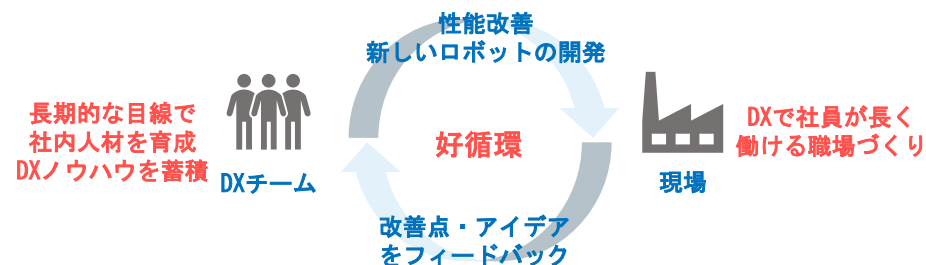 性能改善
新しいロボットの開発
長期的な目線で
社内人材を育成
DXノウハウを蓄積
DXチーム
好循環
DXで社員が長く
働ける職場づくり
現場
改善点・アイデア
をフィードバック